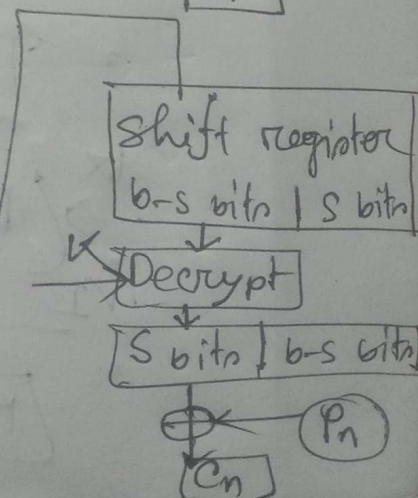 Shift register
b-s bits | S bits
K
Decrypt
S bits | b-s bits
Pn
Cn